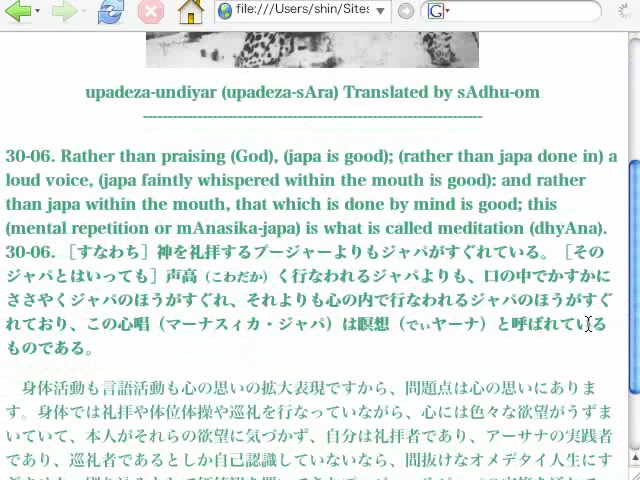 file:///Users/shin/Sites
upadeza-undiyar (upadeza-sAra) Translated by sAdhu-om
--------------------------------------------------------------------
30-06. Rather than praising (God), (japa is good); (rather than japa done in) a
loud voice, (japa faintly whispered within the mouth is good): and rather
than japa within the mouth, that which is done by mind is good; this
(mental repetition or mAnasika-japa) is what is called meditation (dhyAna).
30-06. ［すなわち］神を礼拝するプージャーよりもジャパがすぐれている。［その
ジャパとはいっても］声高（こわだか）く行なわれるジャパよりも、口の中でかすかに
ささやくジャパのほうがすぐれ、それよりも心の内で行なわれるジャパのほうがすぐ
れており、この心唱（マーナスィカ・ジャパ）は瞑想（でぃヤーナ）と呼ばれている
ものである。
身体活動も言語活動も心の思いの拡大表現ですから、問題点は心の思いにありま
す。身体では礼拝や体位体操や巡礼を行なっていながら、心には色々な欲望がうずま
いていて、本人がそれらの欲望に気づかず、自分は礼拝者であり、アーサナの実践者
であり、巡礼者であるとしか自己認識していないなら、間抜けなオメデタイ人生にす